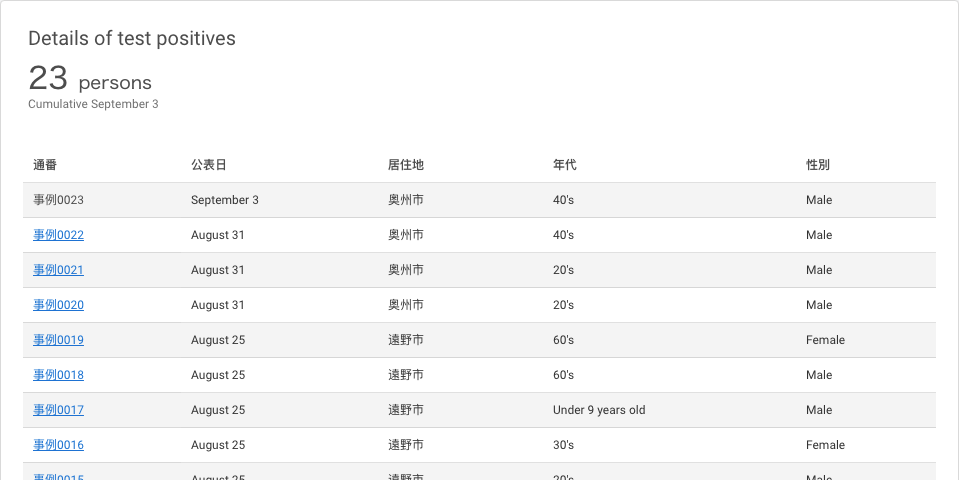 Details of test positives
23 persons
Cumulative September 3
通番 公表日 居住地 年代 性別
事例0023 September 3 奥州市 40's Male
事例0022 August 31 奥州市 40's Male
事例0021 August 31 奥州市 20's Male
事例0020 August 31 奥州市 20's Male
事例0019 August 25 遠野市 60's Female
事例0018 August 25 遠野市 60's Male
事例0017 August 25 遠野市 Under 9 years old Male
事例0016 August 25 遠野市 30's Female
事例0015 August 25 遠野市 Male